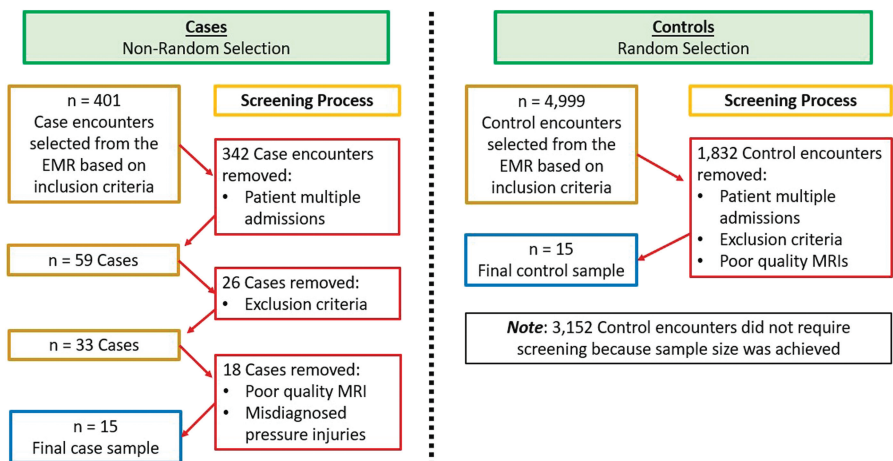 Cases
Non-Random Selection
n = 401
Case encounters
selected from the
EMR based on
inclusion criteria
Screening Process
342 Case encounters
removed:
• Patient multiple
admissions
n = 59 Cases
26 Cases removed:
• Exclusion criteria
n = 33 Cases
18 Cases removed:
• Poor quality MRI
• Misdiagnosed
pressure injuries
n = 15
Final case sample
Controls
Random Selection
n = 4,999
Control encounters
selected from the
EMR based on
inclusion criteria
Screening Process
1,832 Control encounters
removed:
• Patient multiple
admissions
• Exclusion criteria
• Poor quality MRIs
n = 15
Final control sample
Note: 3,152 Control encounters did not require
screening because sample size was achieved